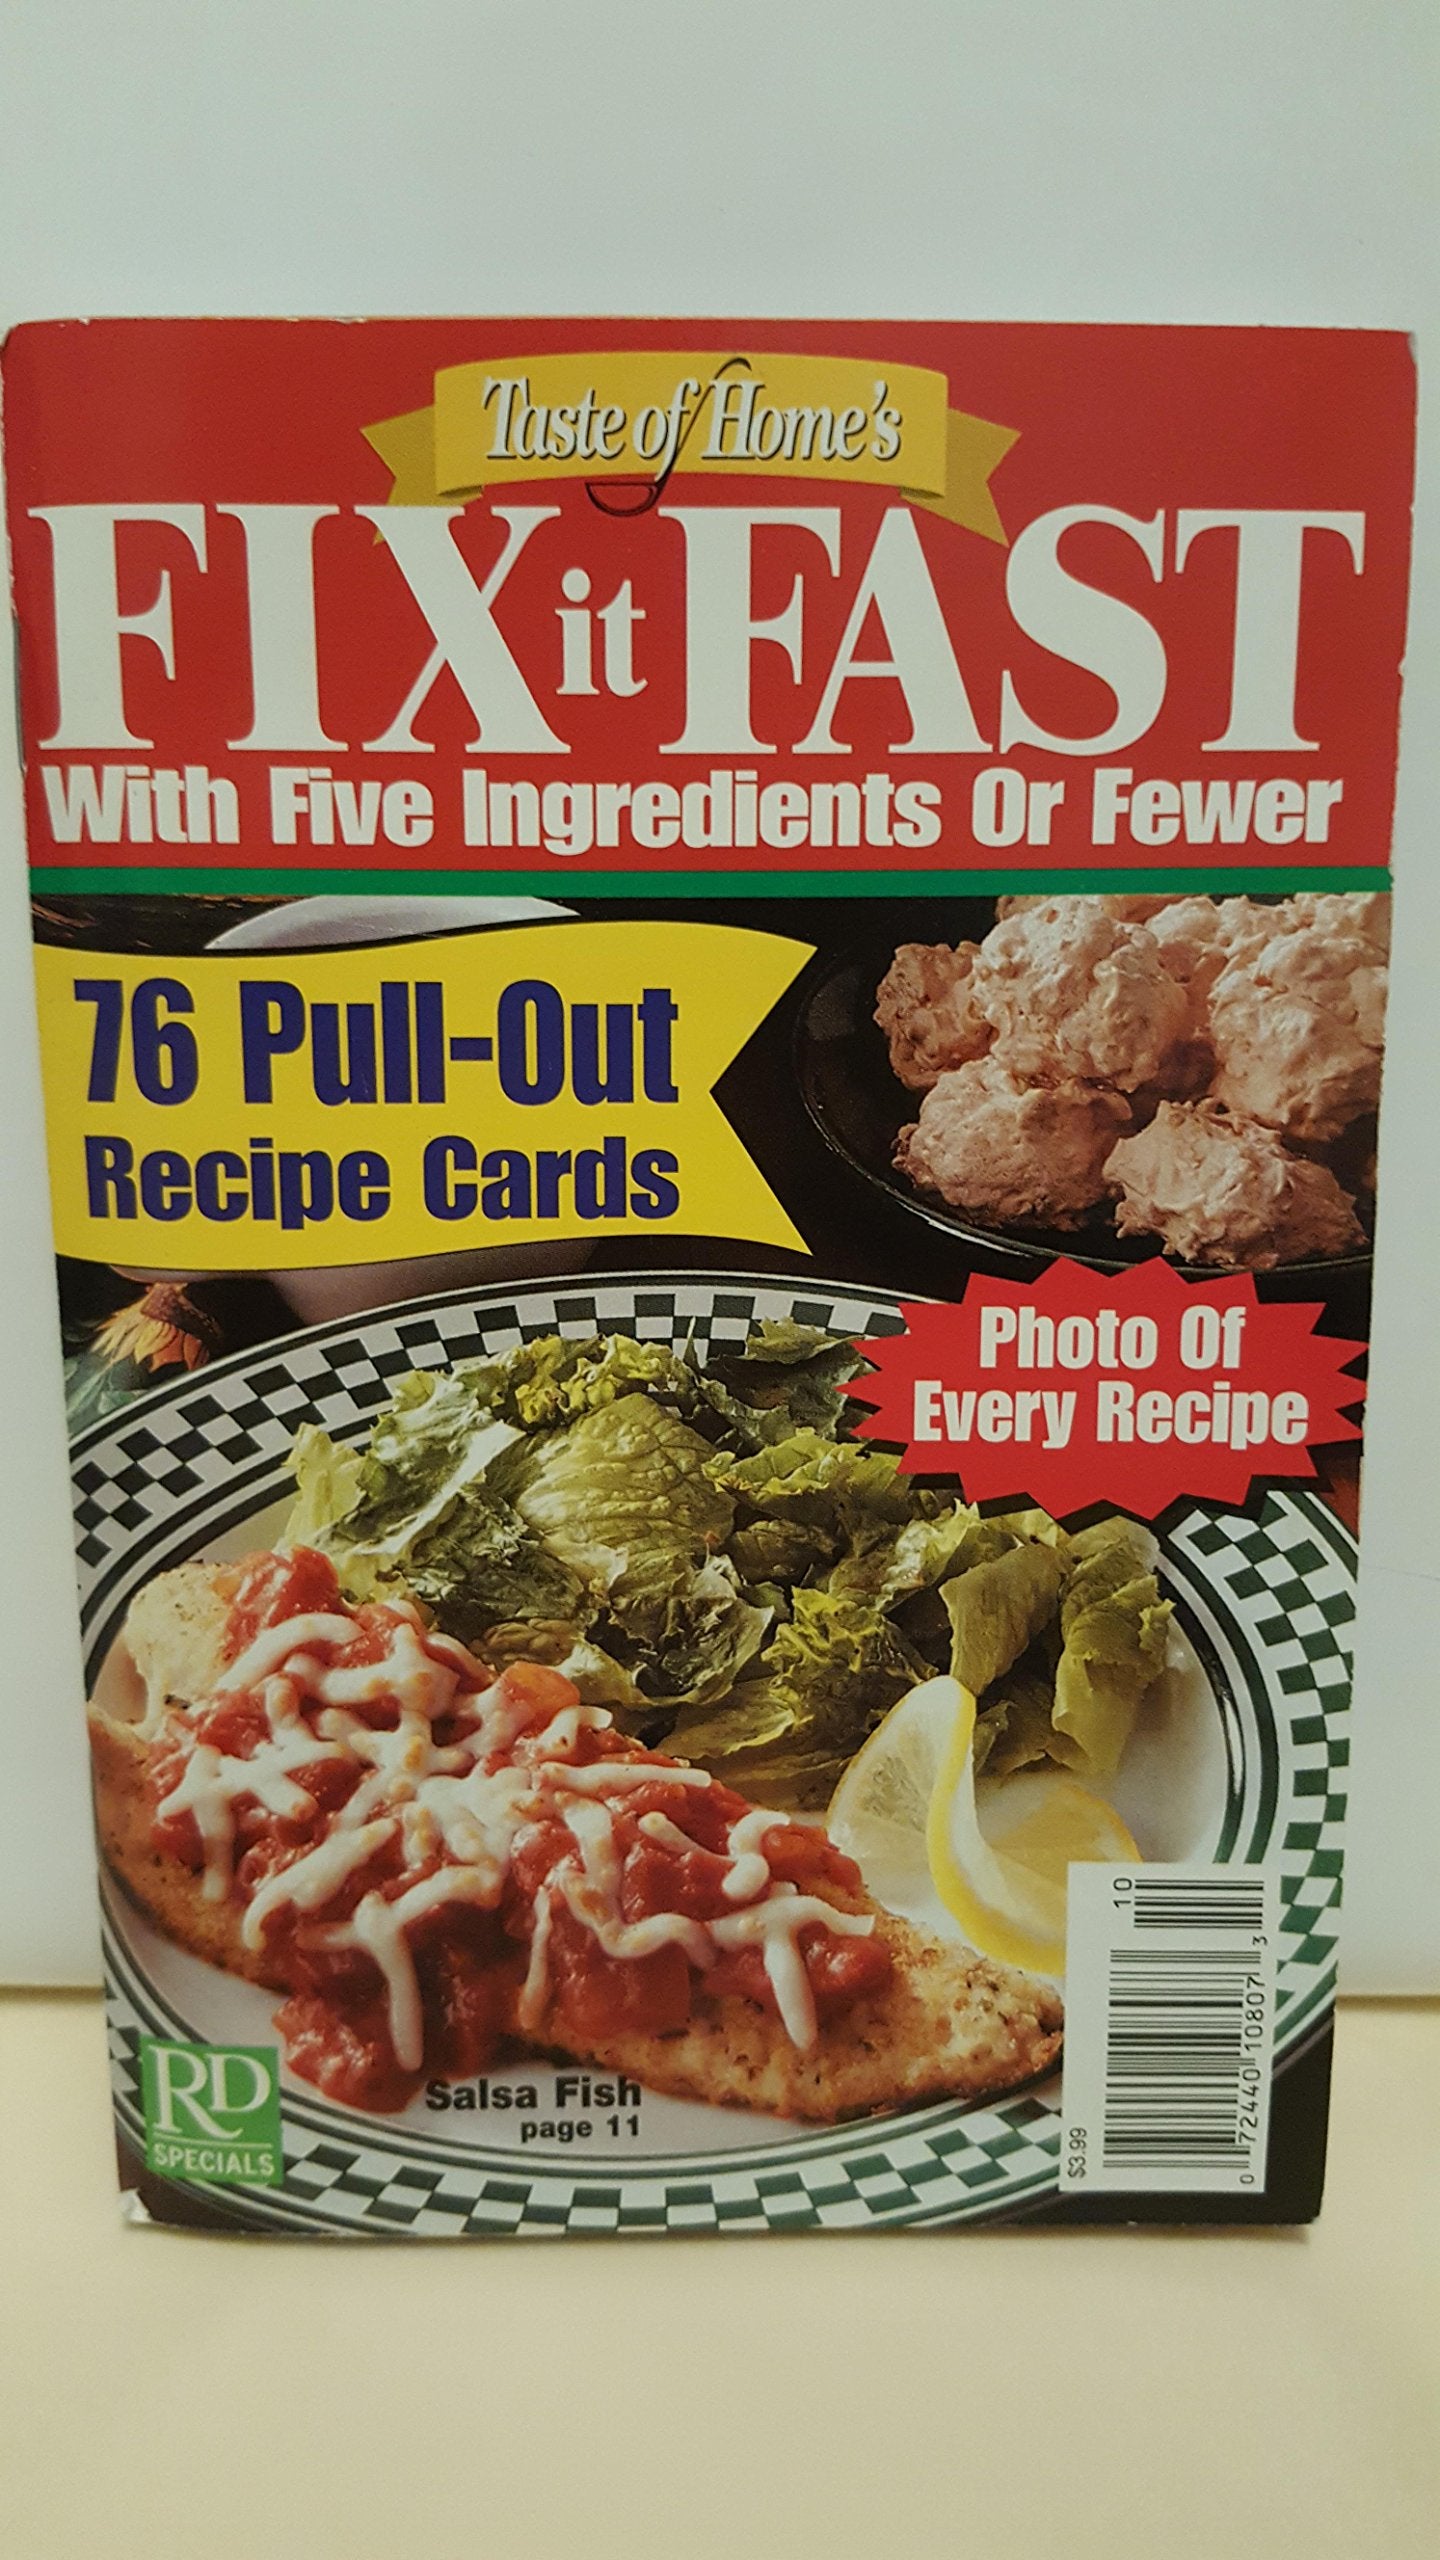 Taste of Home's
FIX it FAST
With Five Ingredients Or Fewer
76 Pull-Out
Recipe Cards
Photo Of
Every Recipe
Salsa Fish
page 11
RD
SPECIALS
$3.99
0 72440 10807 3
10